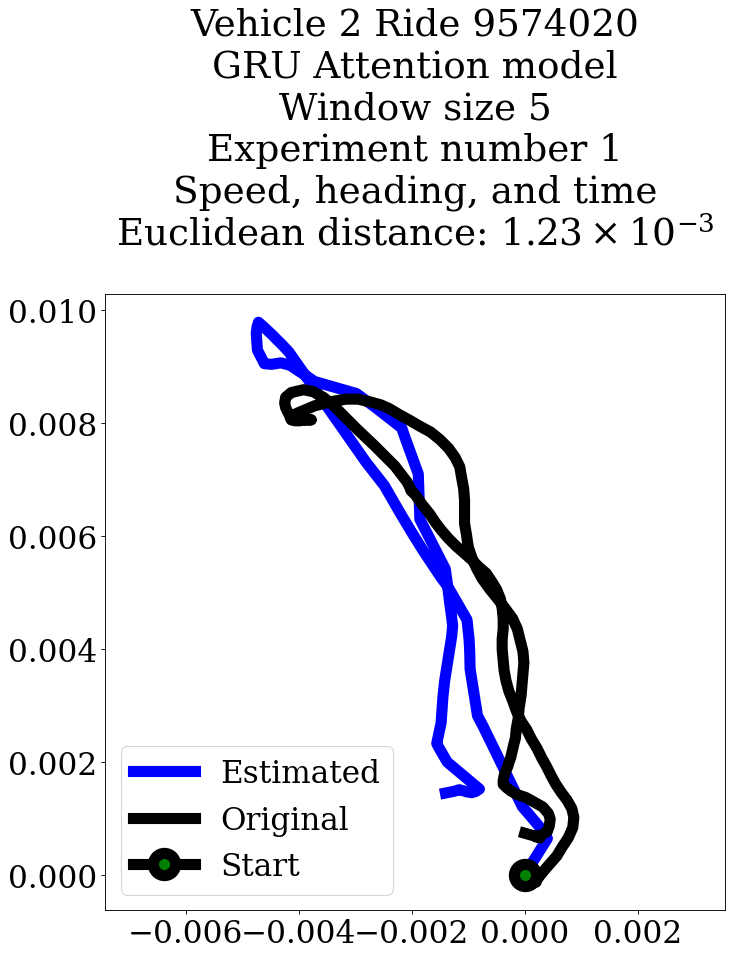 Vehicle 2 Ride 9574020
GRU Attention model
Window size 5
Experiment number 1
Speed, heading, and time
Euclidean distance: 1.23 × 10⁻³
0.010
0.008
0.006
0.004
0.002
0.000
Estimated
Original
Start
−0.006 −0.004 −0.002 0.000 0.002